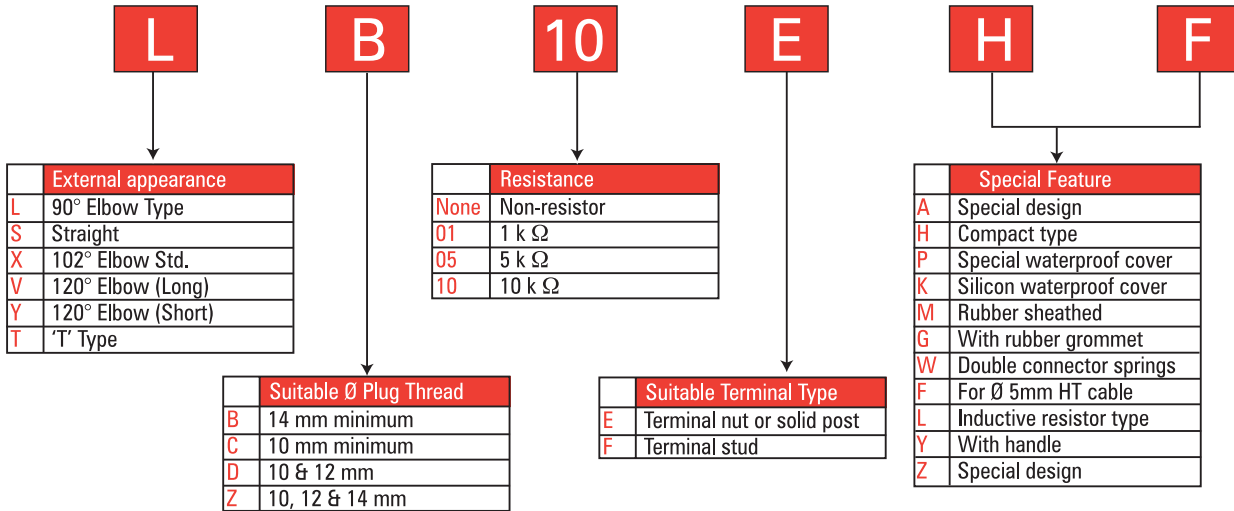 L B 10 E H F
External appearance
L 90° Elbow Type
S Straight
X 102° Elbow Std.
V 120° Elbow (Long)
Y 120° Elbow (Short)
T ‘T’ Type
Suitable Ø Plug Thread
B 14 mm minimum
C 10 mm minimum
D 10 & 12 mm
Z 10, 12 & 14 mm
Resistance
None Non-resistor
01 1 k Ω
05 5 k Ω
10 10 k Ω
Suitable Terminal Type
E Terminal nut or solid post
F Terminal stud
Special Feature
A Special design
H Compact type
P Special waterproof cover
K Silicon waterproof cover
M Rubber sheathed
G With rubber grommet
W Double connector springs
F For Ø 5mm HT cable
L Inductive resistor type
Y With handle
Z Special design